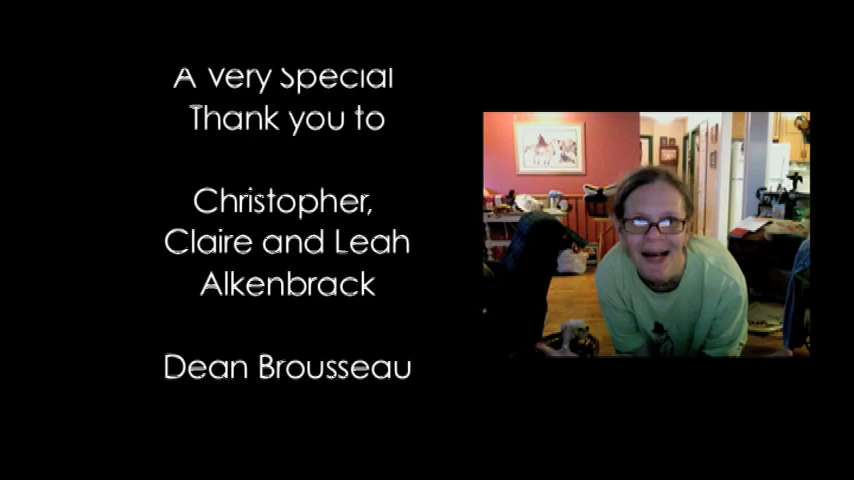 A Very Special
Thank you to
Christopher,
Claire and Leah
Alkenbrack
Dean Brousseau